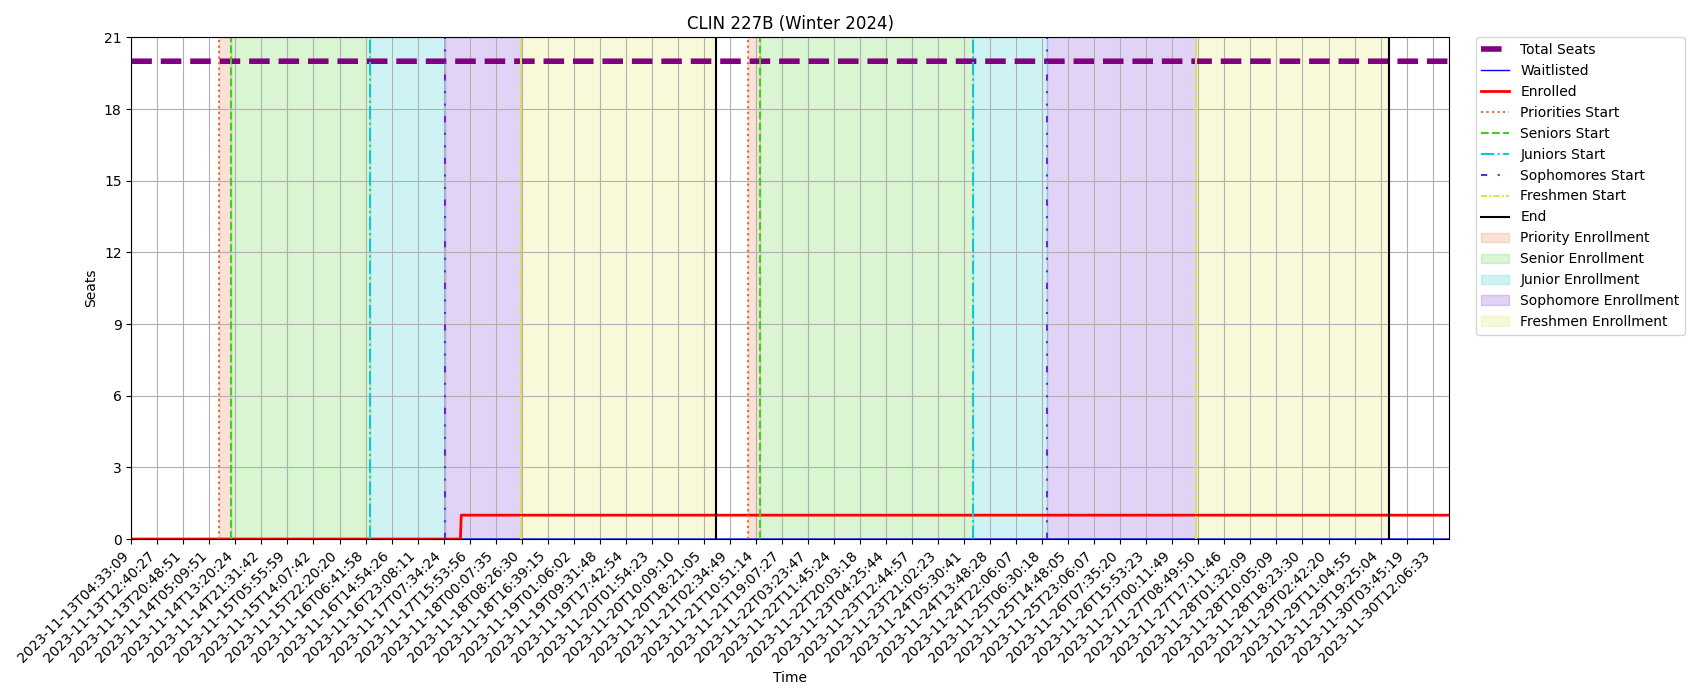 CLIN 227B (Winter 2024)
21
18
15
12
9
6
3
0
Seats
2023-11-13T04:33:09
2023-11-13T12:40:27
2023-11-13T20:48:51
2023-11-14T05:09:51
2023-11-14T13:20:24
2023-11-14T21:31:42
2023-11-15T05:55:59
2023-11-15T14:07:42
2023-11-15T22:20:20
2023-11-16T06:41:58
2023-11-16T14:54:26
2023-11-16T23:08:11
2023-11-17T07:34:24
2023-11-17T15:53:56
2023-11-18T00:07:35
2023-11-18T08:26:30
2023-11-18T16:39:15
2023-11-19T01:06:02
2023-11-19T09:31:48
2023-11-19T17:42:54
2023-11-20T01:54:23
2023-11-20T10:09:10
2023-11-20T18:21:05
2023-11-21T02:34:49
2023-11-21T10:51:14
2023-11-21T19:07:27
2023-11-22T03:23:47
2023-11-22T11:45:24
2023-11-22T20:03:18
2023-11-23T04:25:44
2023-11-23T12:44:57
2023-11-23T21:02:23
2023-11-24T05:30:41
2023-11-24T13:48:28
2023-11-24T22:06:07
2023-11-25T06:30:18
2023-11-25T14:48:05
2023-11-25T23:06:07
2023-11-26T07:35:20
2023-11-26T15:53:23
2023-11-27T00:11:49
2023-11-27T08:49:50
2023-11-27T17:11:46
2023-11-28T01:32:09
2023-11-28T10:05:09
2023-11-28T18:23:30
2023-11-29T02:42:20
2023-11-29T11:04:55
2023-11-29T19:25:04
2023-11-30T03:45:19
2023-11-30T12:06:33
Time
Total Seats
Waitlisted
Enrolled
Priorities Start
Seniors Start
Juniors Start
Sophomores Start
Freshmen Start
End
Priority Enrollment
Senior Enrollment
Junior Enrollment
Sophomore Enrollment
Freshmen Enrollment